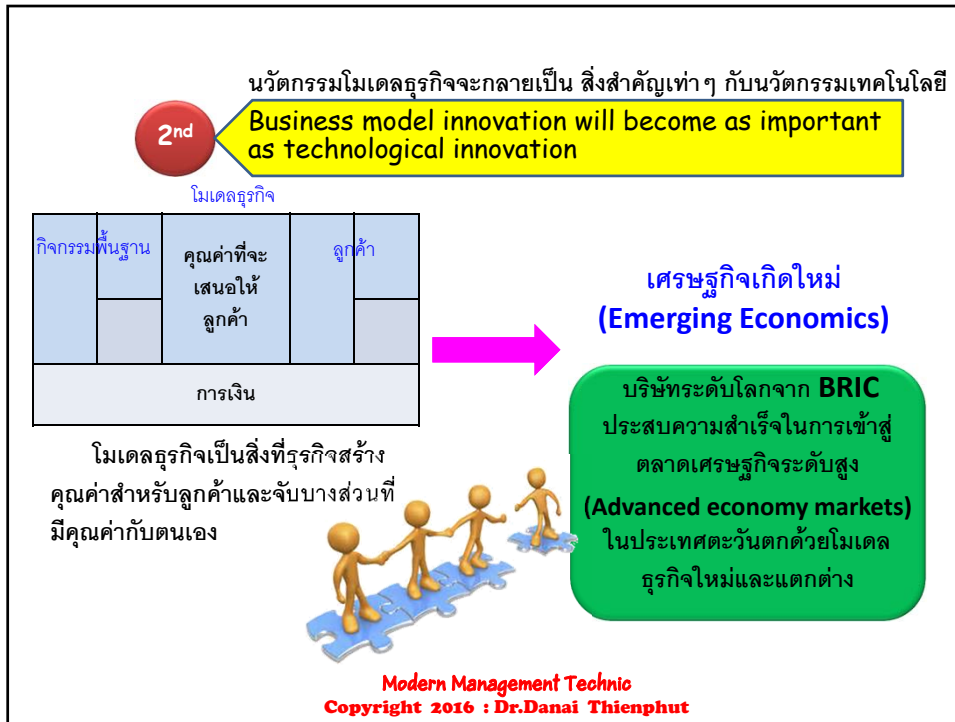 นวัตกรรมโมเดลธุรกิจจะกลายเป็น สิ่งสำคัญเท่าๆ กับนวัตกรรมเทคโนโลยี
2nd
Business model innovation will become as important
as technological innovation
โมเดลธุรกิจ
กิจกรรมพื้นฐาน
คุณค่าที่จะ
เสนอให้
ลูกค้า
ลูกค้า
การเงิน
โมเดลธุรกิจเป็นสิ่งที่ธุรกิจสร้าง
คุณค่าสำหรับลูกค้าและจับบางส่วนที่
มีคุณค่ากับตนเอง
เศรษฐกิจเกิดใหม่
(Emerging Economics)
บริษัทระดับโลกจาก BRIC
ประสบความสำเร็จในการเข้าสู่
ตลาดเศรษฐกิจระดับสูง
(Advanced economy markets)
ในประเทศตะวันตกด้วยโมเดล
ธุรกิจใหม่และแตกต่าง
Modern Management Technic
Copyright 2016 : Dr.Danai Thienphut